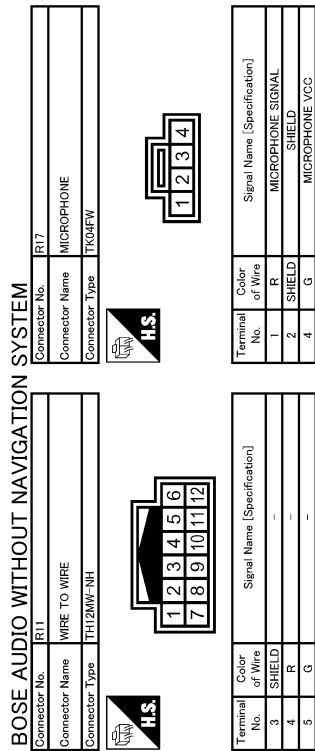 BOSE AUDIO WITHOUT NAVIGATION SYSTEM
Connector No. R11
Connector Name WIRE TO WIRE
Connector Type TH12MW-NH
H.S.
1 2 3 4 5 6
7 8 9 10 11 12
Terminal No. Color of Wire Signal Name [Specification]
3 SHIELD -
4 R -
5 G -
Connector No. R17
Connector Name MICROPHONE
Connector Type TK04FW
H.S.
1 2 3 4
Terminal No. Color of Wire Signal Name [Specification]
1 R MICROPHONE SIGNAL
2 SHIELD SHIELD
4 G MICROPHONE VCC